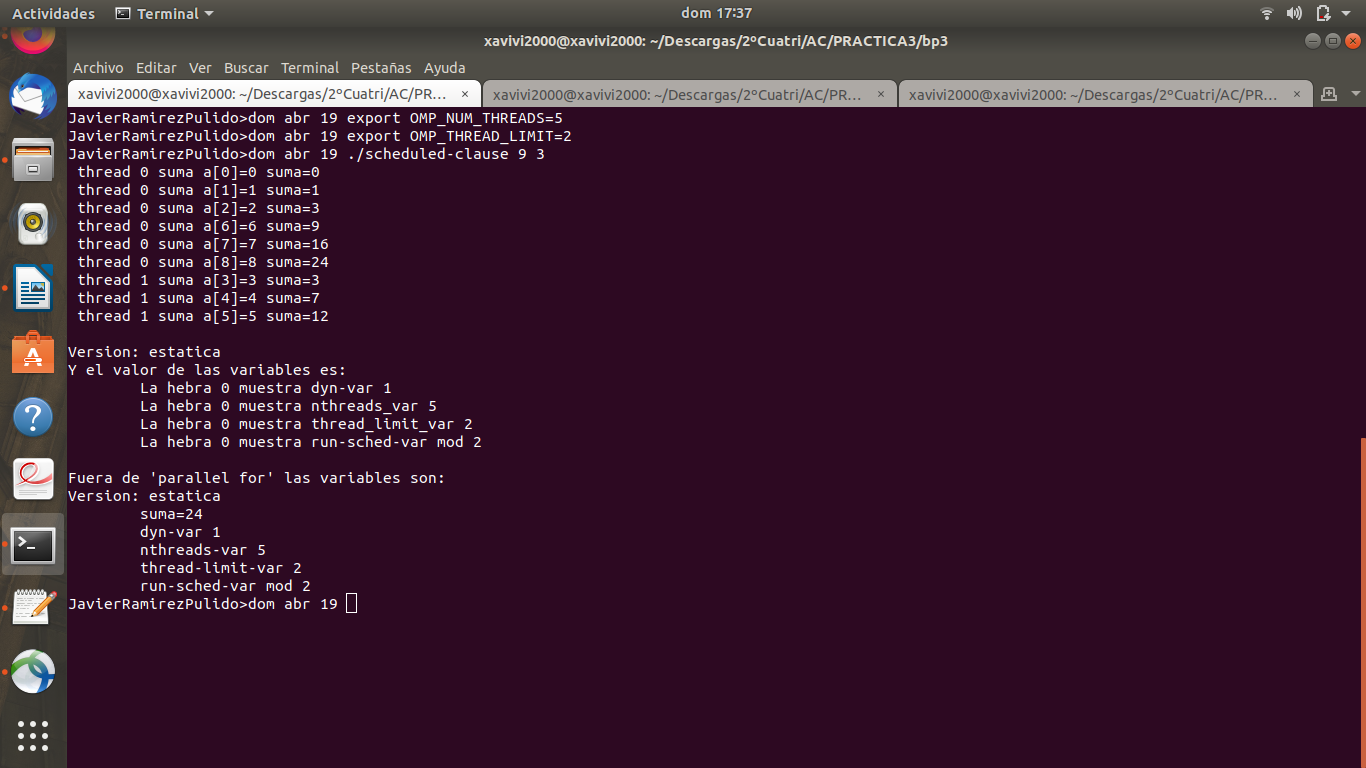 Actividades Terminal dom 17:37
xavivi2000@xavivi2000: ~/Descargas/2ºCuatri/AC/PRACTICA3/bp3
Archivo Editar Ver Buscar Terminal Pestañas Ayuda
xavivi2000@xavivi2000: ~/Descargas/2ºCuatri/AC/PR... × xavivi2000@xavivi2000: ~/Descargas/2ºCuatri/AC/PR... × xavivi2000@xavivi2000: ~/Descargas/2ºCuatri/AC/PR... ×
JavierRamirezPulido>dom abr 19 export OMP_NUM_THREADS=5
JavierRamirezPulido>dom abr 19 export OMP_THREAD_LIMIT=2
JavierRamirezPulido>dom abr 19 ./scheduled-clause 9 3
 thread 0 suma a[0]=0 suma=0
 thread 0 suma a[1]=1 suma=1
 thread 0 suma a[2]=2 suma=3
 thread 0 suma a[6]=6 suma=9
 thread 0 suma a[7]=7 suma=16
 thread 0 suma a[8]=8 suma=24
 thread 1 suma a[3]=3 suma=3
 thread 1 suma a[4]=4 suma=7
 thread 1 suma a[5]=5 suma=12
Version: estatica
Y el valor de las variables es:
        La hebra 0 muestra dyn-var 1
        La hebra 0 muestra nthreads_var 5
        La hebra 0 muestra thread_limit_var 2
        La hebra 0 muestra run-sched-var mod 2
Fuera de 'parallel for' las variables son:
Version: estatica
        suma=24
        dyn-var 1
        nthreads-var 5
        thread-limit-var 2
        run-sched-var mod 2
JavierRamirezPulido>dom abr 19